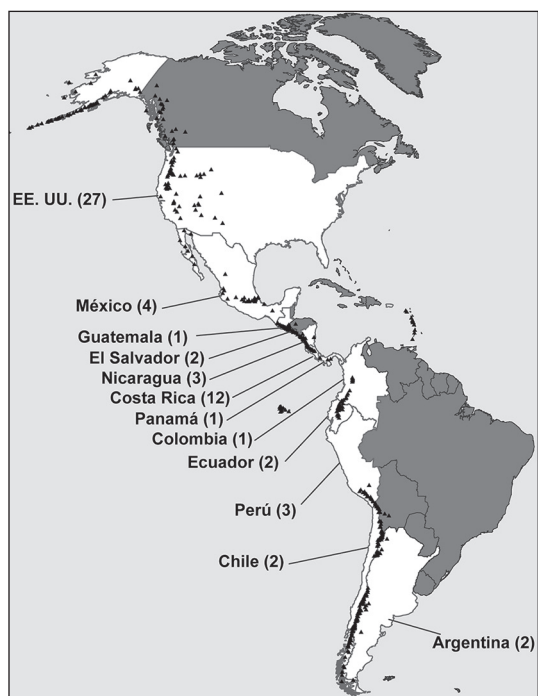 EE. UU. (27)
México (4)
Guatemala (1)
El Salvador (2)
Nicaragua (3)
Costa Rica (12)
Panamá (1)
Colombia (1)
Ecuador (2)
Perú (3)
Chile (2)
Argentina (2)